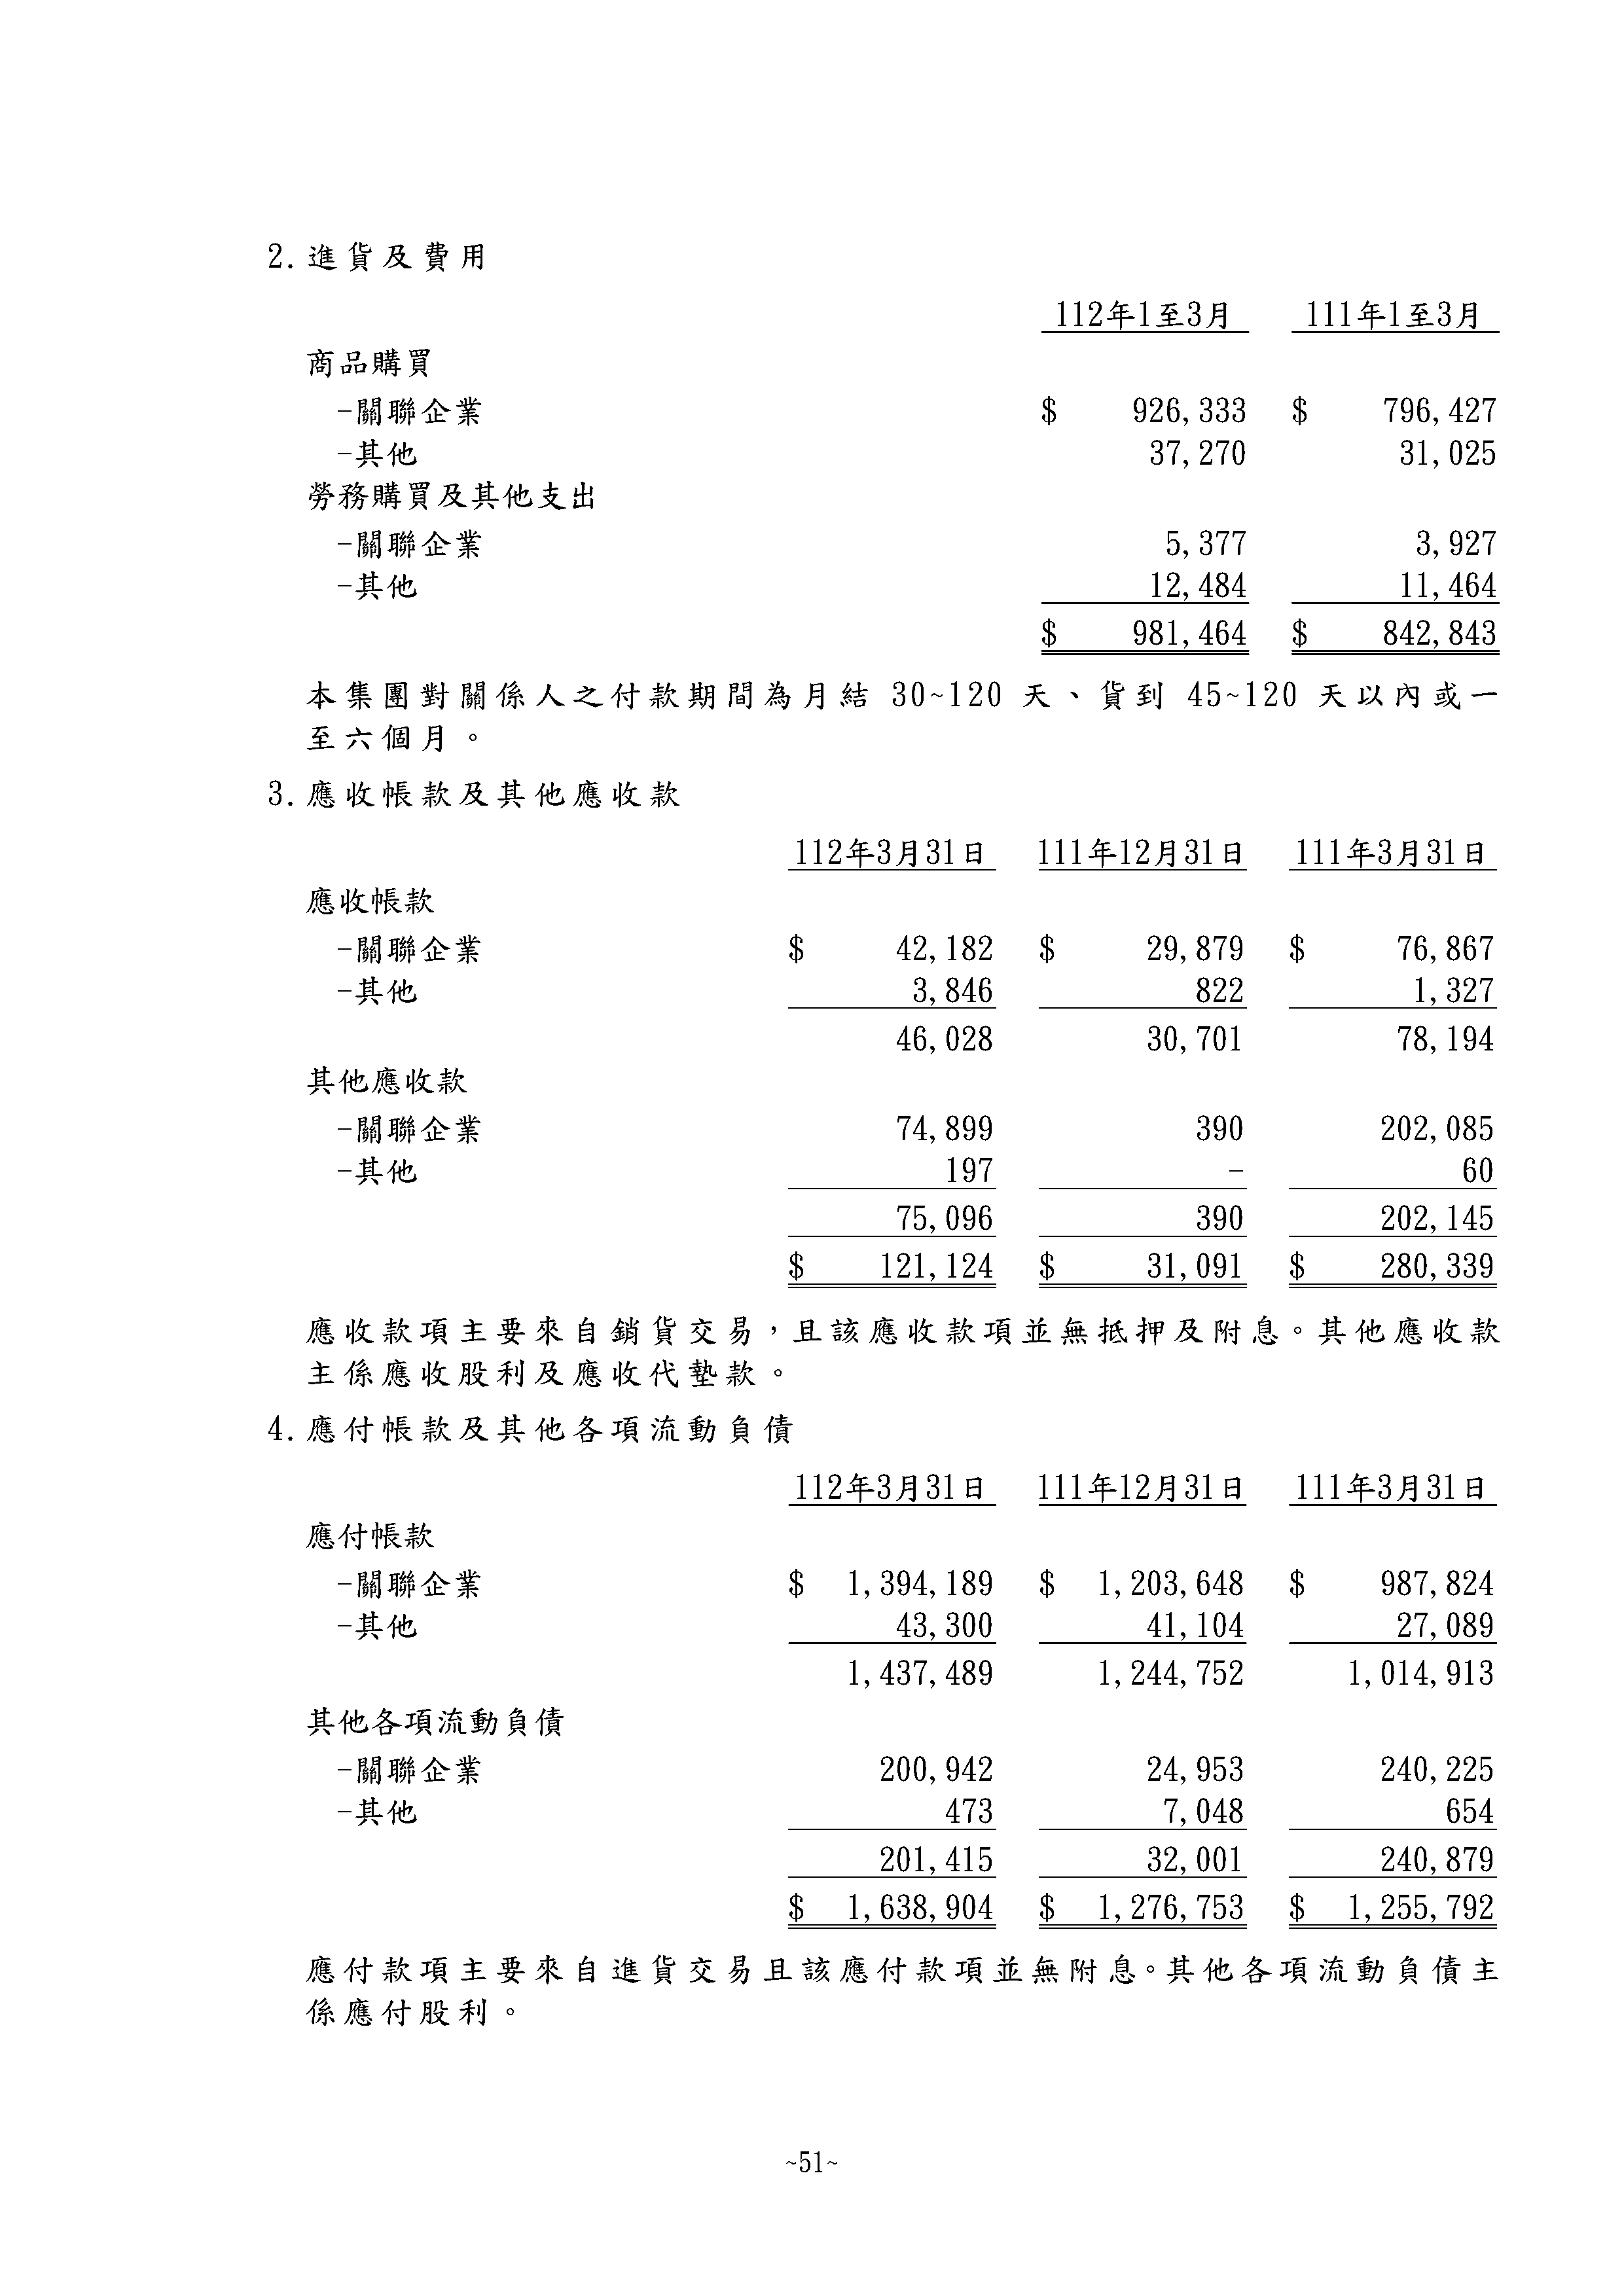 2. 進貨及費用
112年1至3月 111年1至3月
商品購買
-關聯企業 $ 926,333 $ 796,427
-其他 37,270 31,025
勞務購買及其他支出
-關聯企業 5,377 3,927
-其他 12,484 11,464
$ 981,464 $ 842,843
本集團對關係人之付款期間為月結 30~120 天、貨到 45~120 天以內或一
至六個月。
3. 應收帳款及其他應收款
112年3月31日 111年12月31日 111年3月31日
應收帳款
-關聯企業 $ 42,182 $ 29,879 $ 76,867
-其他 3,846 822 1,327
46,028 30,701 78,194
其他應收款
-關聯企業 74,899 390 202,085
-其他 197 - 60
75,096 390 202,145
$ 121,124 $ 31,091 $ 280,339
應收款項主要來自銷貨交易，且該應收款項並無抵押及附息。其他應收款
主係應收股利及應收代墊款。
4. 應付帳款及其他各項流動負債
112年3月31日 111年12月31日 111年3月31日
應付帳款
-關聯企業 $ 1,394,189 $ 1,203,648 $ 987,824
-其他 43,300 41,104 27,089
1,437,489 1,244,752 1,014,913
其他各項流動負債
-關聯企業 200,942 24,953 240,225
-其他 473 7,048 654
201,415 32,001 240,879
$ 1,638,904 $ 1,276,753 $ 1,255,792
應付款項主要來自進貨交易且該應付款項並無附息。其他各項流動負債主
係應付股利。
~51~